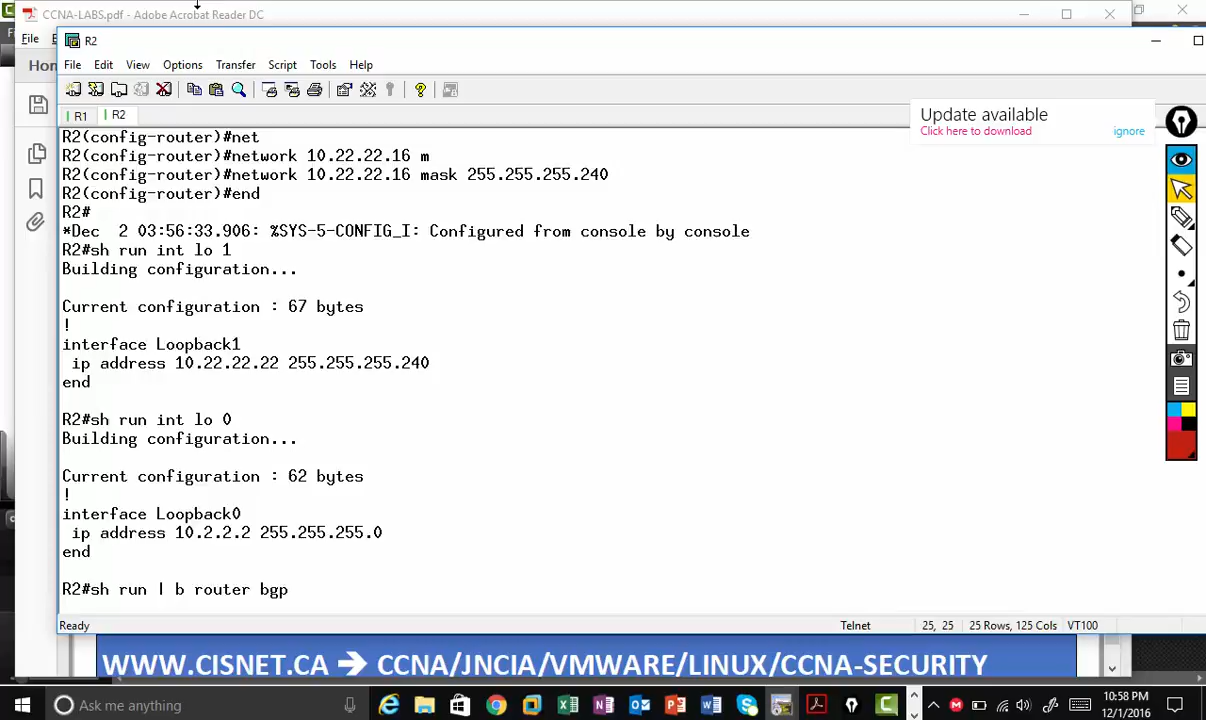 CCNA-LABS.pdf - Adobe Acrobat Reader DC
File
R2
Hom
File Edit View Options Transfer Script Tools Help
R1 R2
Update available
Click here to download ignore
R2(config-router)#net
R2(config-router)#network 10.22.22.16 m
R2(config-router)#network 10.22.22.16 mask 255.255.255.240
R2(config-router)#end
R2#
*Dec  2 03:56:33.906: %SYS-5-CONFIG_I: Configured from console by console
R2#sh run int lo 1
Building configuration...
Current configuration : 67 bytes
!
interface Loopback1
 ip address 10.22.22.22 255.255.255.240
end
R2#sh run int lo 0
Building configuration...
Current configuration : 62 bytes
!
interface Loopback0
 ip address 10.2.2.2 255.255.255.0
end
R2#sh run | b router bgp
Ready Telnet 25, 25 25 Rows, 125 Cols VT100
WWW.CISNET.CA ➔ CCNA/JNCIA/VMWARE/LINUX/CCNA-SECURITY
Ask me anything
10:58 PM
12/1/2016